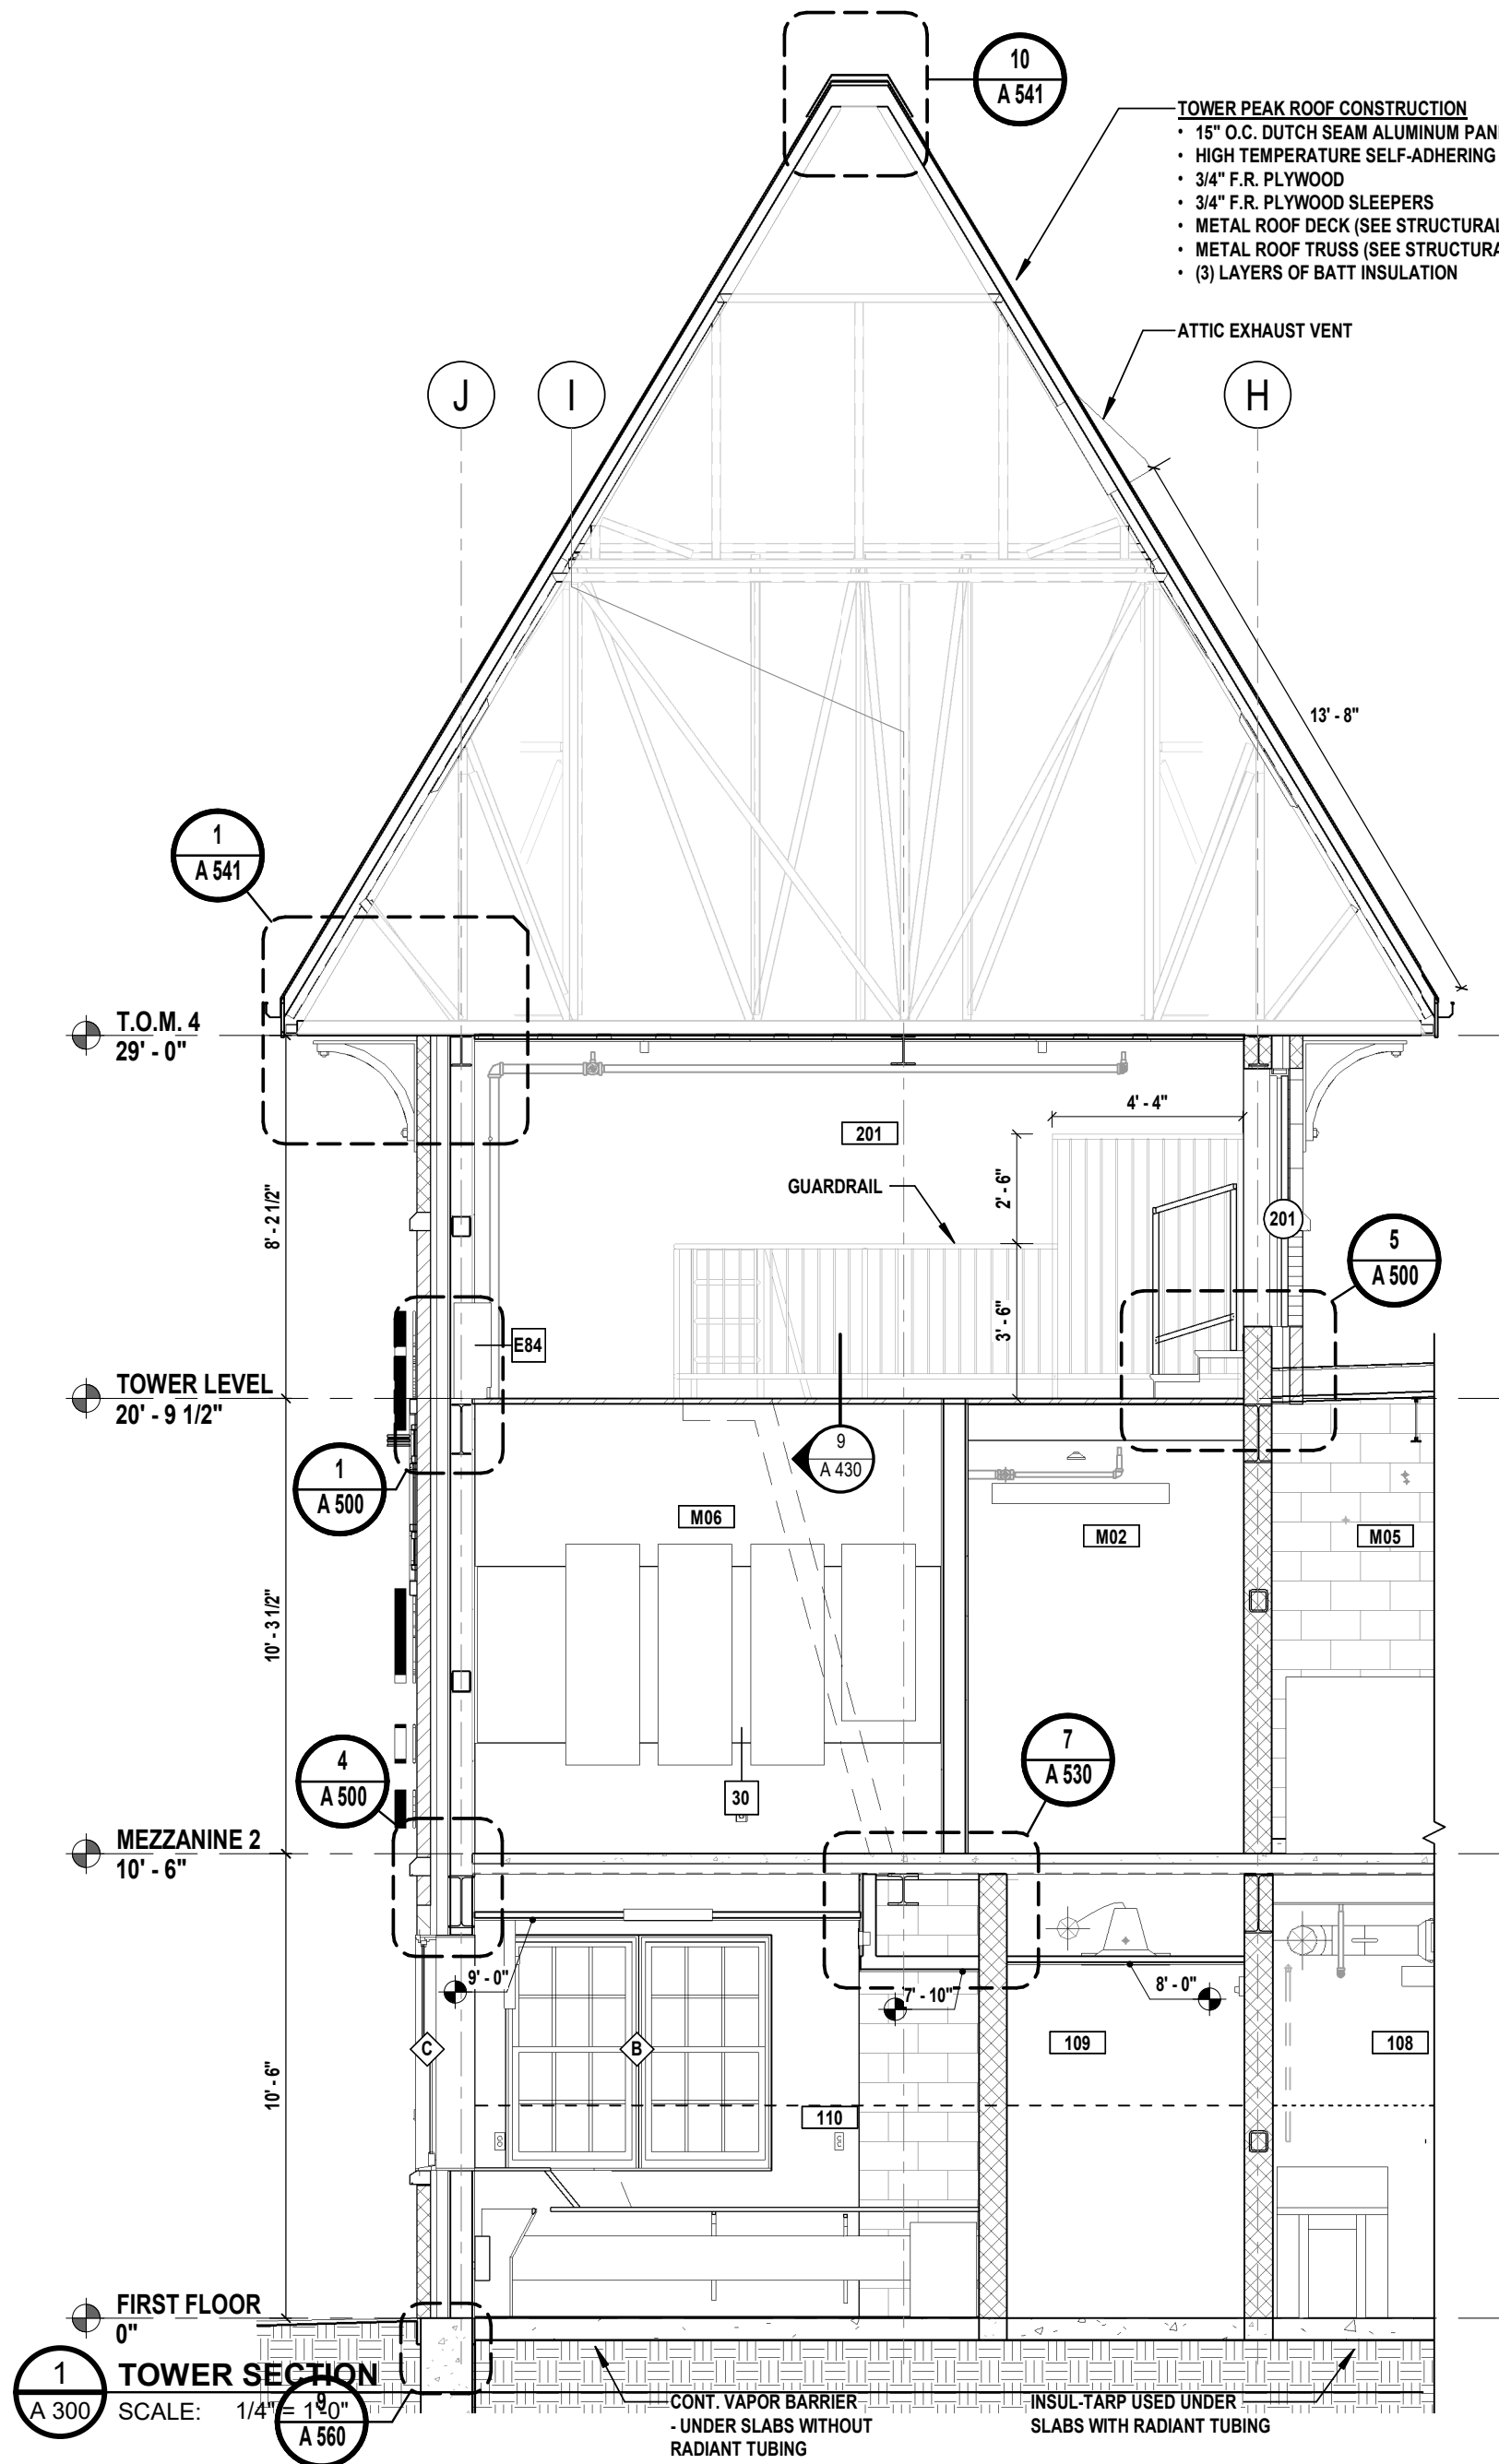 10
A 541
TOWER PEAK ROOF CONSTRUCTION
• 15" O.C. DUTCH SEAM ALUMINUM
• HIGH TEMPERATURE SELF-ADHERING
• 3/4" F.R. PLYWOOD
• 3/4" F.R. PLYWOOD SLEEPERS
• METAL ROOF DECK (SEE STRUCTURAL
• METAL ROOF TRUSS (SEE
• (3) LAYERS OF BATT INSULATION
ATTIC EXHAUST VENT
J
I
H
13' - 8"
1
A 541
T.O.M. 4
29' - 0"
4' - 4"
201
2' - 6"
GUARDRAIL
8' - 2 1/2"
201
5
A 500
3' - 6"
E84
TOWER LEVEL
20' - 9 1/2"
9
A 430
1
A 500
M06
M02
M05
10' - 3 1/2"
7
A 530
4
A 500
30
MEZZANINE 2
10' - 6"
9' - 0"
7' - 10"
8' - 0"
C
B
109
108
10' - 6"
110
FIRST FLOOR
0"
1
A 300
TOWER SECTION
SCALE: 1/4" = 1'-0"
9
A 560
CONT. VAPOR BARRIER
- UNDER SLABS WITHOUT
RADIANT TUBING
INSUL-TARP USED UNDER
SLABS WITH RADIANT TUBING